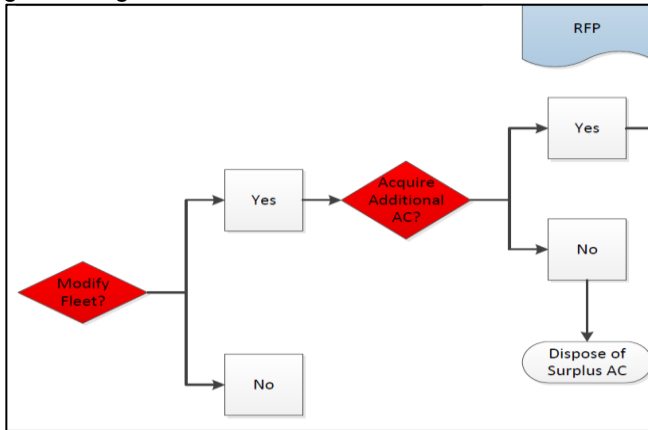 RFP
Yes
Yes
Acquire
Additional
AC?
No
Modify
Fleet?
No
Dispose of
Surplus AC